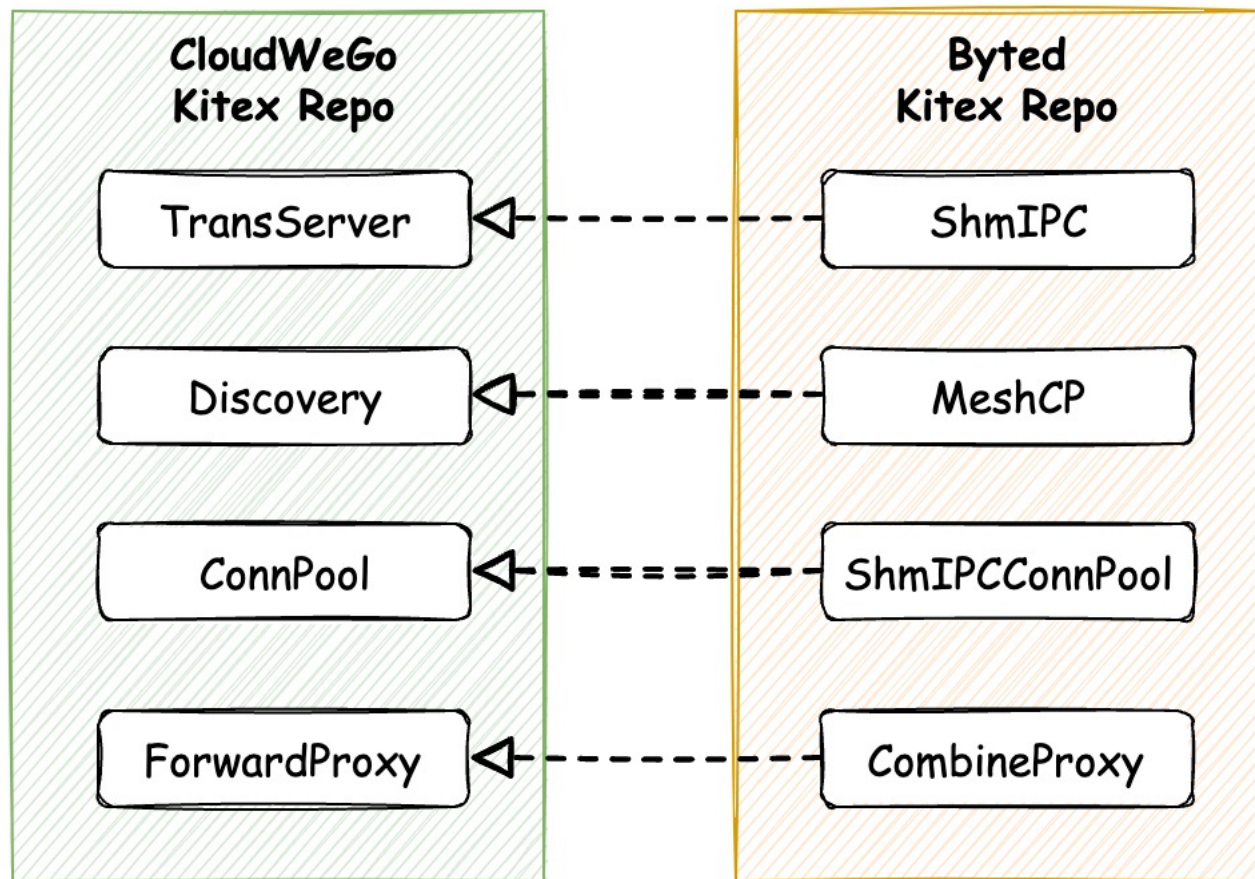 CloudWeGo
Kitex Repo
TransServer
Discovery
ConnPool
ForwardProxy
Byted
Kitex Repo
ShmIPC
MeshCP
ShmIPCConnPool
CombineProxy